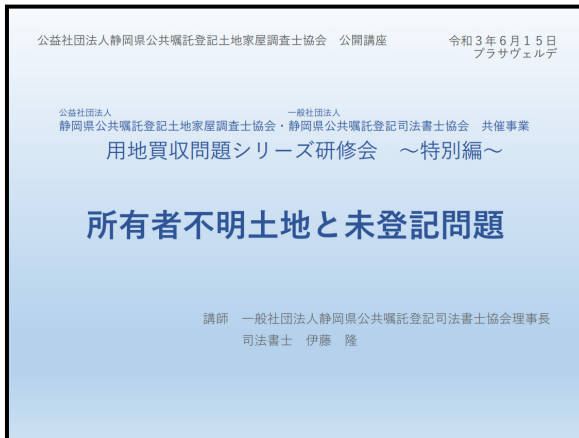 公益社団法人静岡県公共嘱託登記土地家屋調査士協会　公開講座
令和３年６月１５日
プラサヴェルデ
公益社団法人　一般社団法人
静岡県公共嘱託登記土地家屋調査士協会・静岡県公共嘱託登記司法書士協会　共催事業
用地買収問題シリーズ研修会　～特別編～
所有者不明土地と未登記問題
講師　一般社団法人静岡県公共嘱託登記司法書士協会理事長
司法書士　伊藤　隆